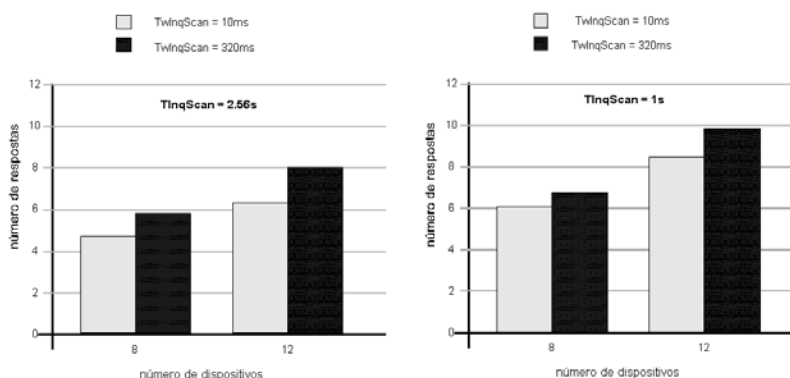 TwInqScan = 10ms
TwInqScan = 320ms
TInqScan = 2.56s
número de respostas
12
10
8
6
4
2
0
8
12
número de dispositivos
TwInqScan = 10ms
TwInqScan = 320ms
TInqScan = 1s
número de respostas
12
10
8
6
4
2
0
8
12
número de dispositivos